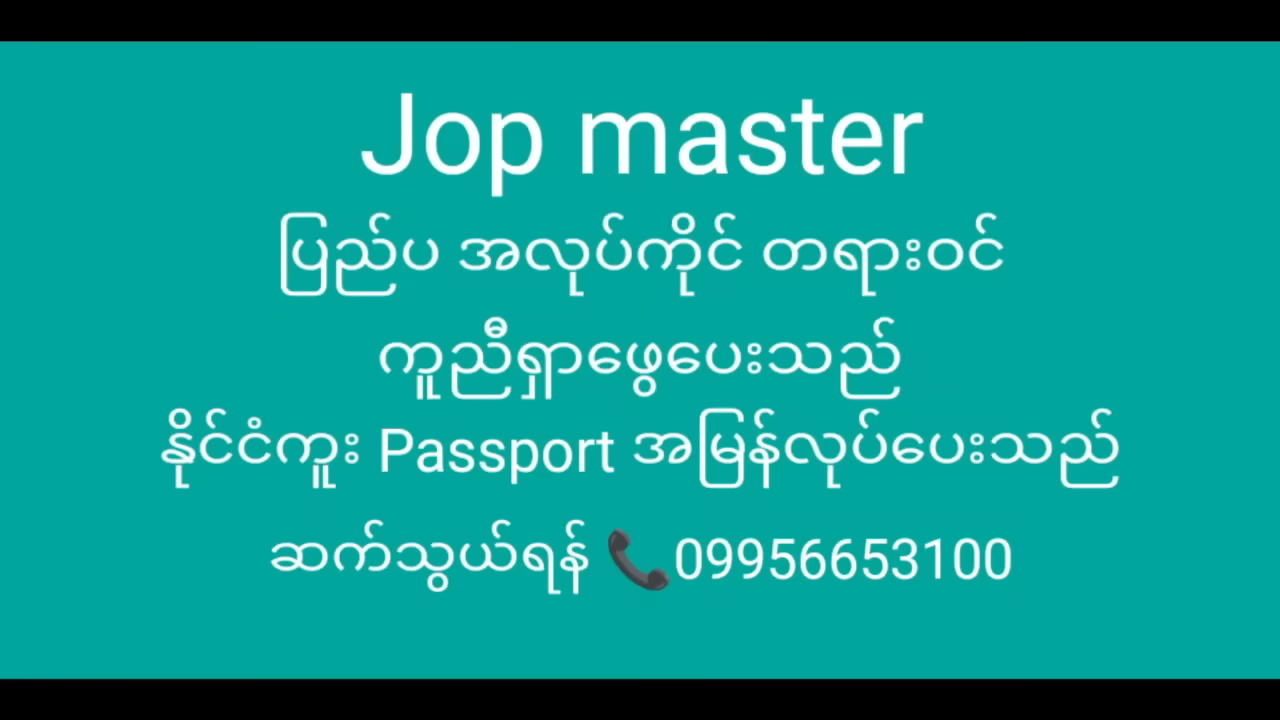 Jop master
ပြည်ပ အလုပ်ကိုင် တရားဝင်
ကူညီရှာဖွေပေးသည်
နိုင်ငံကူး Passport အမြန်လုပ်ပေးသည်
ဆက်သွယ်ရန် 📞09956653100